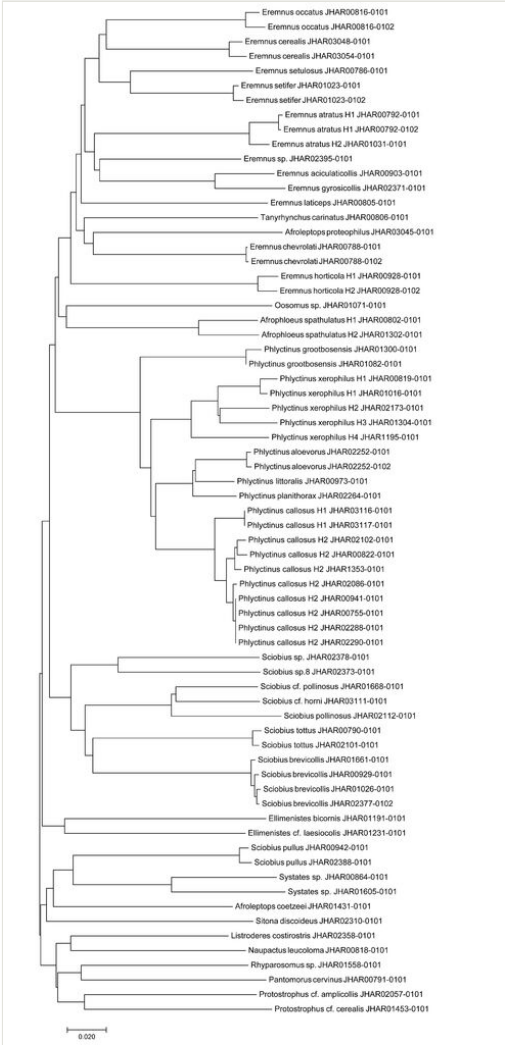 Eremnus occatus JHAR00816-0101
Eremnus occatus JHAR00816-0102
Eremnus cerealis JHAR03048-0101
Eremnus cerealis JHAR03054-0101
Eremnus setulosus JHAR00786-0101
Eremnus setifer JHAR01023-0101
Eremnus setifer JHAR01023-0102
Eremnus atratus H1 JHAR00792-0101
Eremnus atratus H1 JHAR00792-0102
Eremnus atratus H2 JHAR01031-0101
Eremnus sp. JHAR02395-0101
Eremnus aciculaticollis JHAR00903-0101
Eremnus gyrosicollis JHAR02371-0101
Eremnus laticeps JHAR00805-0101
Tanyrhynchus carinatus JHAR00806-0101
Afroleptops proteophilus JHAR03045-0101
Eremnus chevrolati JHAR00788-0101
Eremnus chevrolati JHAR00788-0102
Eremnus horticola H1 JHAR00928-0101
Eremnus horticola H2 JHAR00928-0102
Oosomus sp. JHAR01071-0101
Afrophloeus spathulatus H1 JHAR00802-0101
Afrophloeus spathulatus H2 JHAR01302-0101
Phlyctinus grootbosensis JHAR01300-0101
Phlyctinus grootbosensis JHAR01082-0101
Phlyctinus xerophilus H1 JHAR00819-0101
Phlyctinus xerophilus H1 JHAR01016-0101
Phlyctinus xerophilus H2 JHAR02173-0101
Phlyctinus xerophilus H3 JHAR01304-0101
Phlyctinus xerophilus H4 JHAR1195-0101
Phlyctinus aloevorus JHAR02252-0101
Phlyctinus aloevorus JHAR02252-0102
Phlyctinus littoralis JHAR00973-0101
Phlyctinus planithorax JHAR02264-0101
Phlyctinus callosus H1 JHAR03116-0101
Phlyctinus callosus H1 JHAR03117-0101
Phlyctinus callosus H2 JHAR02102-0101
Phlyctinus callosus H2 JHAR00822-0101
Phlyctinus callosus H2 JHAR1353-0101
Phlyctinus callosus H2 JHAR02086-0101
Phlyctinus callosus H2 JHAR00941-0101
Phlyctinus callosus H2 JHAR00755-0101
Phlyctinus callosus H2 JHAR02288-0101
Phlyctinus callosus H2 JHAR02290-0101
Sciobius sp. JHAR02378-0101
Sciobius sp.8 JHAR02373-0101
Sciobius cf. pollinosus JHAR01668-0101
Sciobius cf. horni JHAR03111-0101
Sciobius pollinosus JHAR02112-0101
Sciobius tottus JHAR00790-0101
Sciobius tottus JHAR02101-0101
Sciobius brevicollis JHAR01661-0101
Sciobius brevicollis JHAR00929-0101
Sciobius brevicollis JHAR01026-0101
Sciobius brevicollis JHAR02377-0102
Ellimenistes bicornis JHAR01191-0101
Ellimenistes cf. laesiocolis JHAR01231-0101
Sciobius pullus JHAR00942-0101
Sciobius pullus JHAR02388-0101
Systates sp. JHAR00864-0101
Systates sp. JHAR01605-0101
Afroleptops coetzeei JHAR01431-0101
Sitona discoideus JHAR02310-0101
Listroderes costirostris JHAR02358-0101
Naupactus leucoloma JHAR00818-0101
Rhyparosomus sp. JHAR01558-0101
Pantomorus cervinus JHAR00791-0101
Protostrophus cf. amplicollis JHAR02057-0101
Protostrophus cf. cerealis JHAR01453-0101
0.020